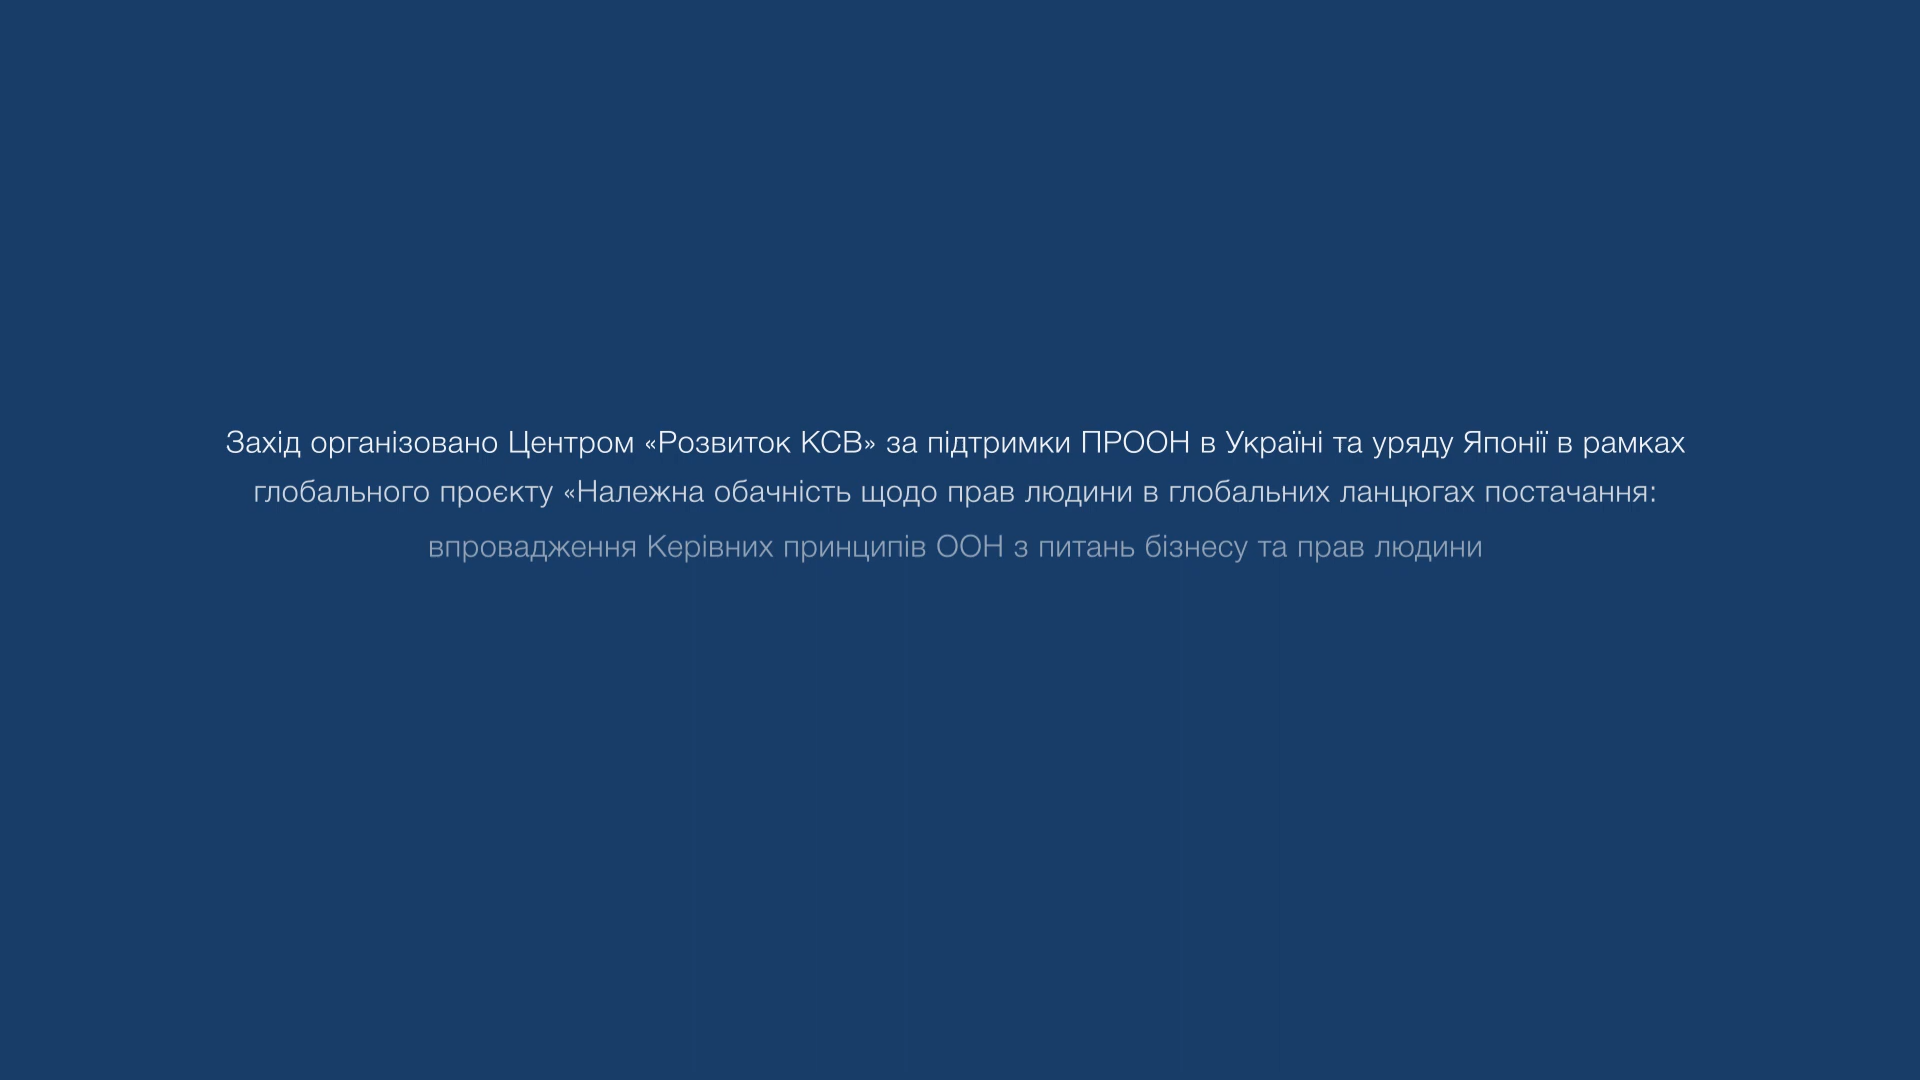 Захід організовано Центром «Розвиток КСВ» за підтримки ПРООН в Україні та уряду Японії в рамках
глобального проєкту «Належна обачність щодо прав людини в глобальних ланцюгах постачання:
впровадження Керівних принципів ООН з питань бізнесу та прав людини